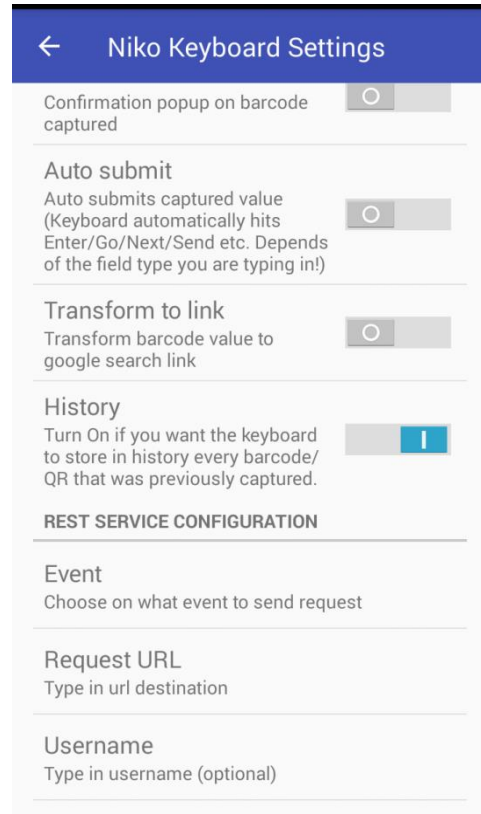 Niko Keyboard Settings
Confirmation popup on barcode
captured
Auto submit
Auto submits captured value
(Keyboard automatically hits
Enter/Go/Next/Send etc. Depends
of the field type you are typing in!)
Transform to link
Transform barcode value to
google search link
History
Turn On if you want the keyboard
to store in history every barcode/
QR that was previously captured.
REST SERVICE CONFIGURATION
Event
Choose on what event to send request
Request URL
Type in url destination
Username
Type in username (optional)